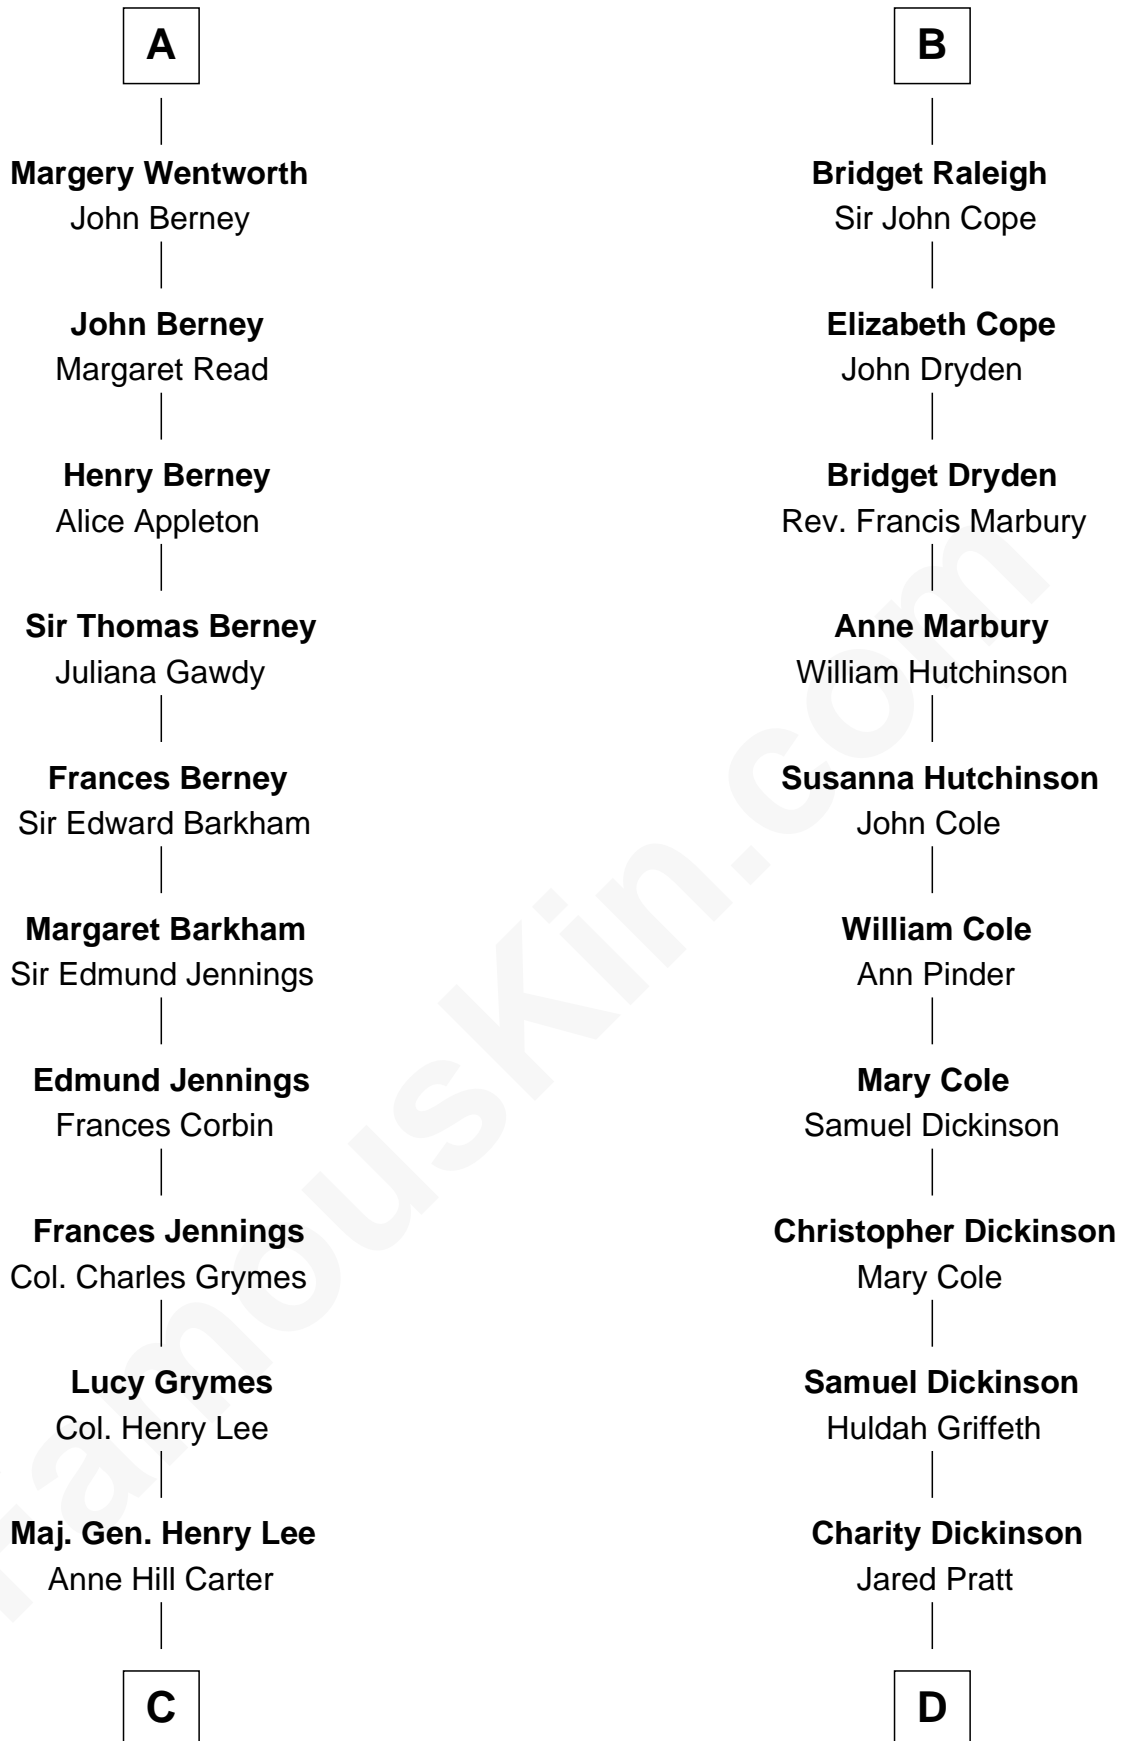 A
Margery Wentworth
John Berney
John Berney
Margaret Read
Henry Berney
Alice Appleton
Sir Thomas Berney
Juliana Gawdy
Frances Berney
Sir Edward Barkham
Margaret Barkham
Sir Edmund Jennings
Edmund Jennings
Frances Corbin
Frances Jennings
Col. Charles Grymes
Lucy Grymes
Col. Henry Lee
Maj. Gen. Henry Lee
Anne Hill Carter
C
B
Bridget Raleigh
Sir John Cope
Elizabeth Cope
John Dryden
Bridget Dryden
Rev. Francis Marbury
Anne Marbury
William Hutchinson
Susanna Hutchinson
John Cole
William Cole
Ann Pinder
Mary Cole
Samuel Dickinson
Christopher Dickinson
Mary Cole
Samuel Dickinson
Huldah Griffeth
Charity Dickinson
Jared Pratt
D
FamousKin.com